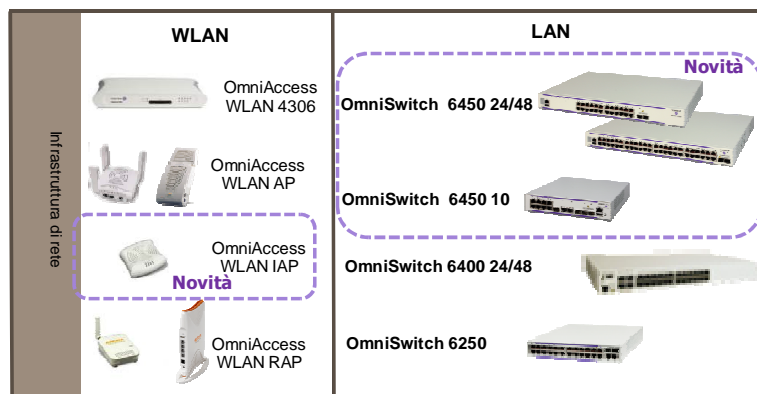 Infrastruttura di rete
WLAN
OmniAccess
WLAN 4306
OmniAccess
WLAN AP
OmniAccess
WLAN IAP
Novità
OmniAccess
WLAN RAP
LAN
Novità
OmniSwitch 6450 24/48
OmniSwitch 6450 10
OmniSwitch 6400 24/48
OmniSwitch 6250